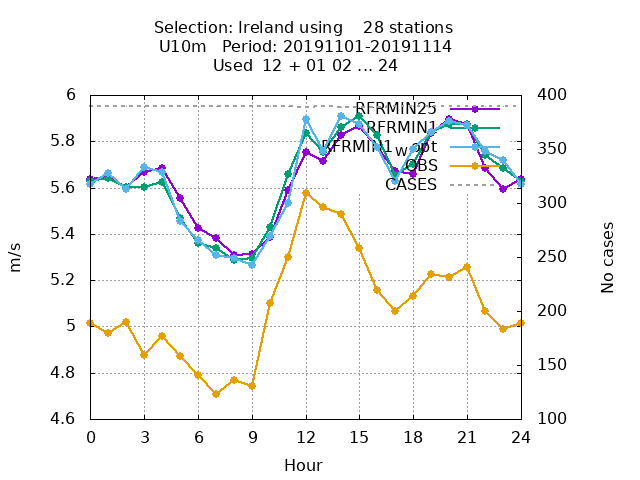 Selection: Ireland using    28 stations
U10m   Period: 20191101-20191114
Used  12 + 01 02 ... 24
6
5.8
5.6
5.4
5.2
5
4.8
4.6
m/s
400
350
300
250
200
150
100
No cases
RFRMIN25
RFRMIN1
RFRMIN1wopt
OBS
CASES
0 3 6 9 12 15 18 21 24
Hour